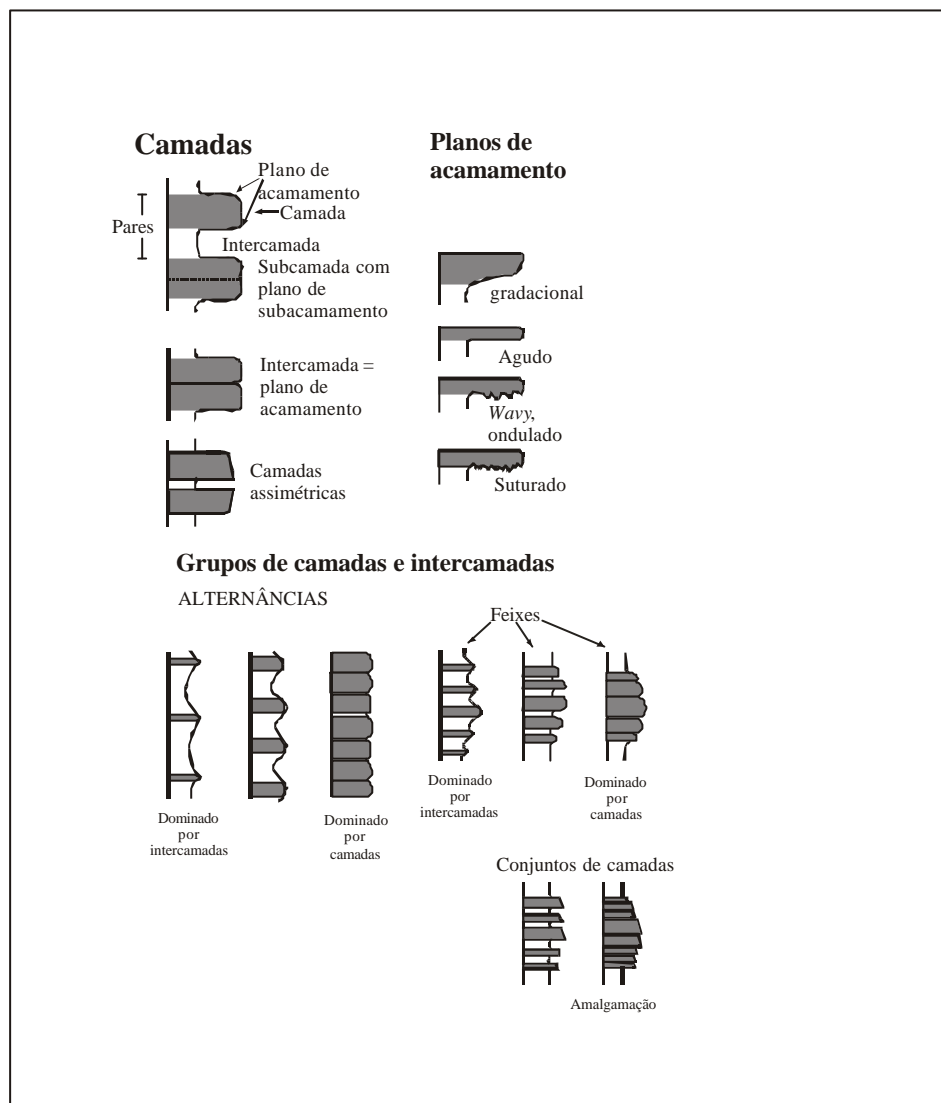 Camadas
Plano de
acamamento
Camada
Pares
Intercamada
Subcamada com
plano de
subacamamento
Intercamada =
plano de
acamamento
Camadas
assimétricas
Planos de
acamamento
gradacional
Agudo
Wavy,
ondulado
Suturado
Grupos de camadas e intercamadas
ALTERNÂNCIAS
Feixes
Dominado
por
intercamadas
Dominado
por
camadas
Dominado
por
intercamadas
Dominado
por
camadas
Conjuntos de camadas
Amalgamação